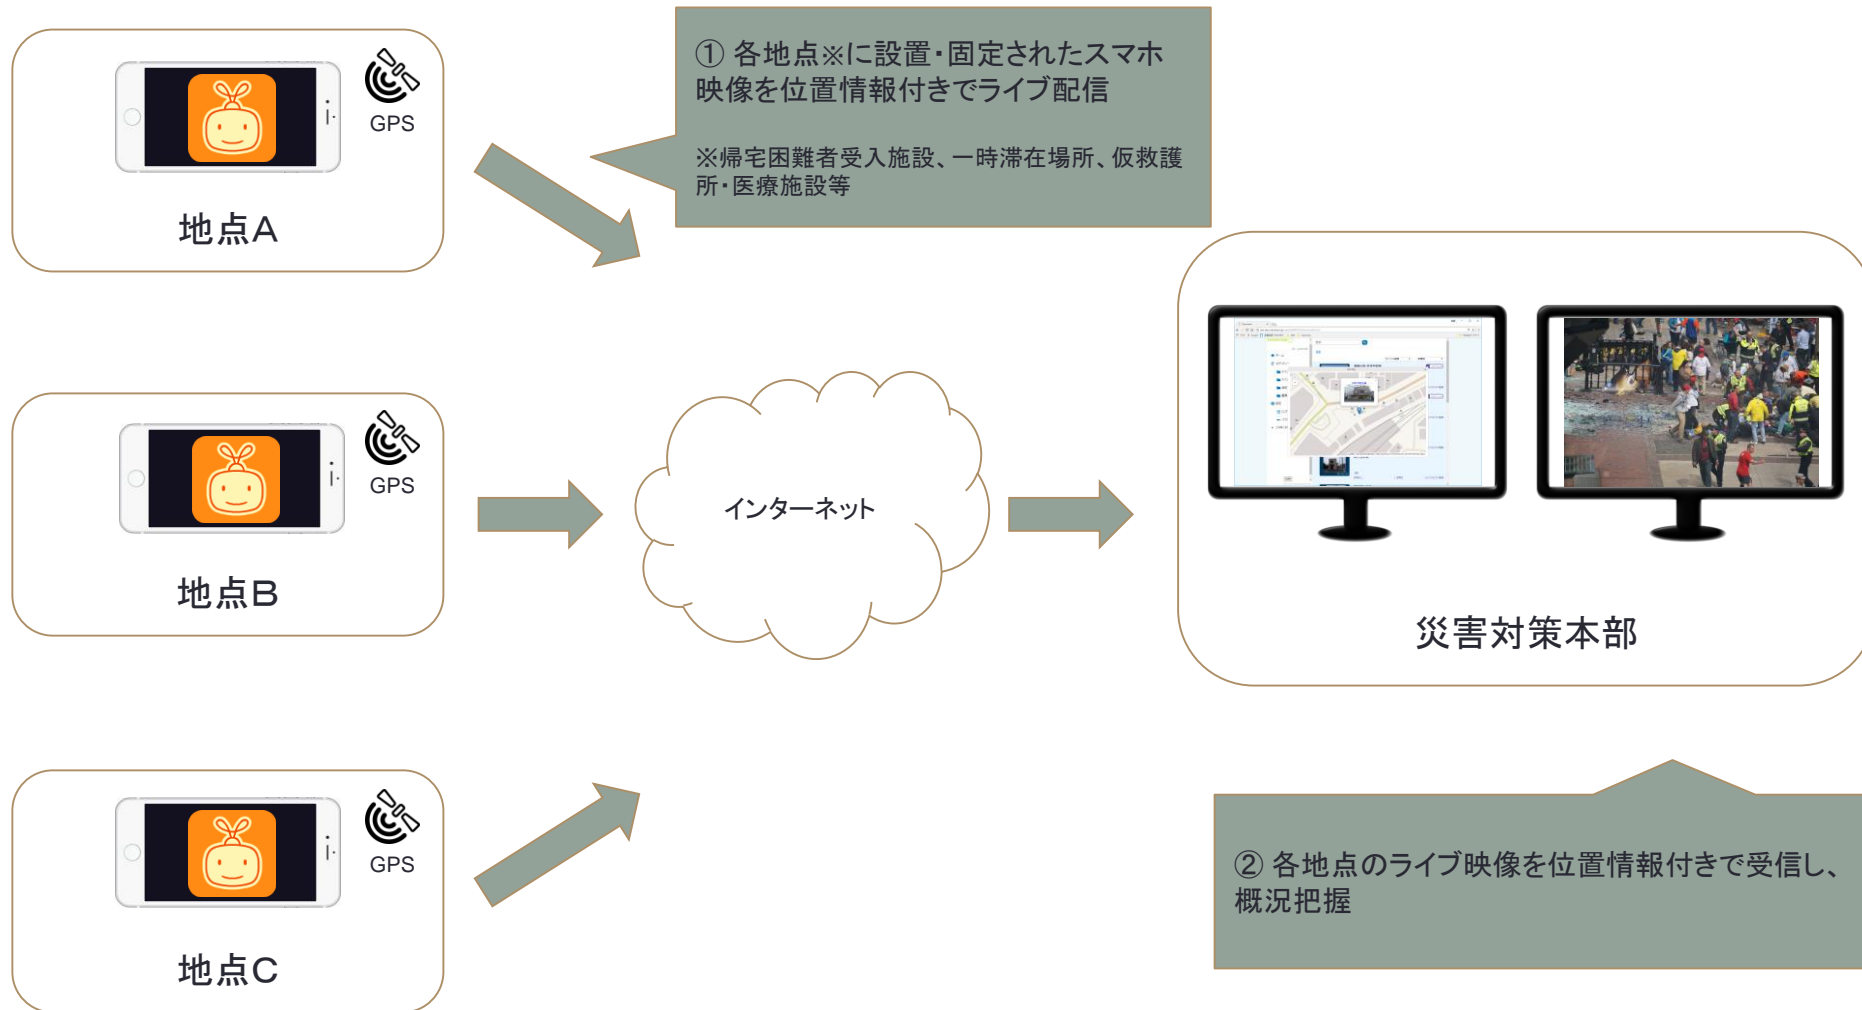 ① 各地点※に設置・固定されたスマホ
映像を位置情報付きでライブ配信
※帰宅困難者受入施設、一時滞在場所、仮救護
所・医療施設等
GPS
地点A
GPS
地点B
インターネット
災害対策本部
GPS
地点C
② 各地点のライブ映像を位置情報付きで受信し、
概況把握